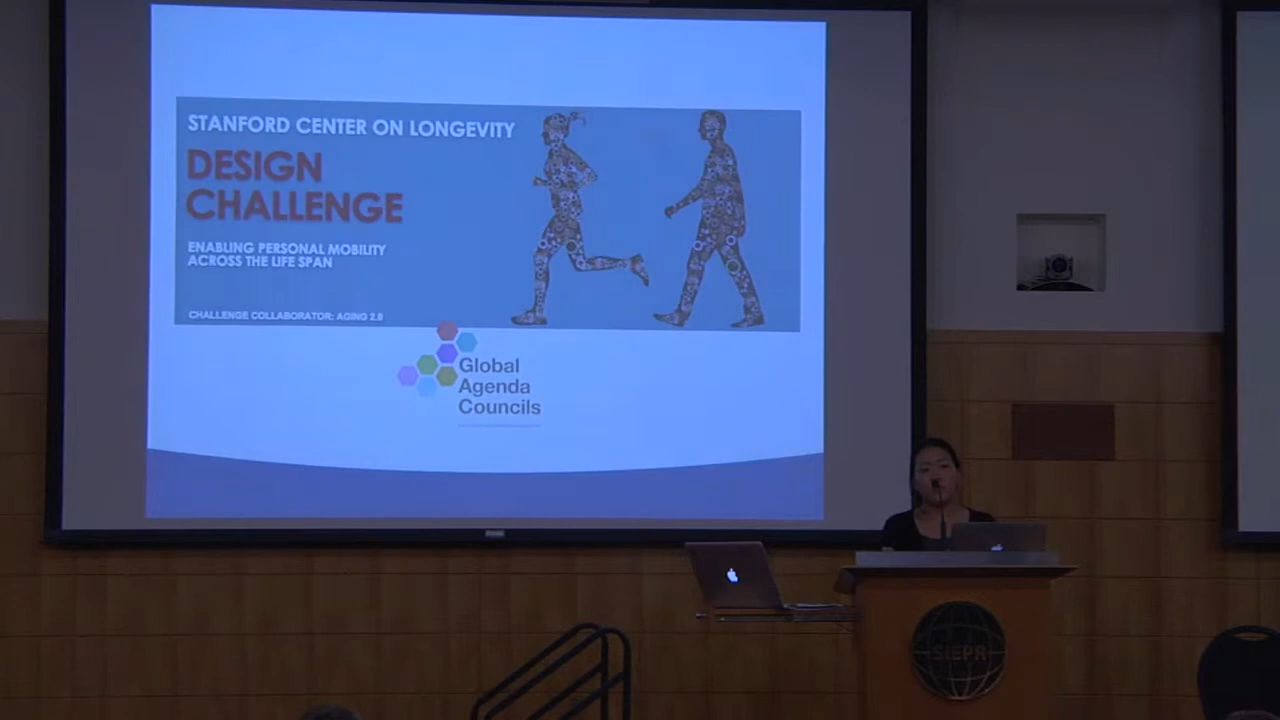 STANFORD CENTER ON LONGEVITY
DESIGN
CHALLENGE
ENABLING PERSONAL MOBILITY
ACROSS THE LIFE SPAN
CHALLENGE COLLABORATOR: AGING 2.0
Global
Agenda
Councils
SIEPR